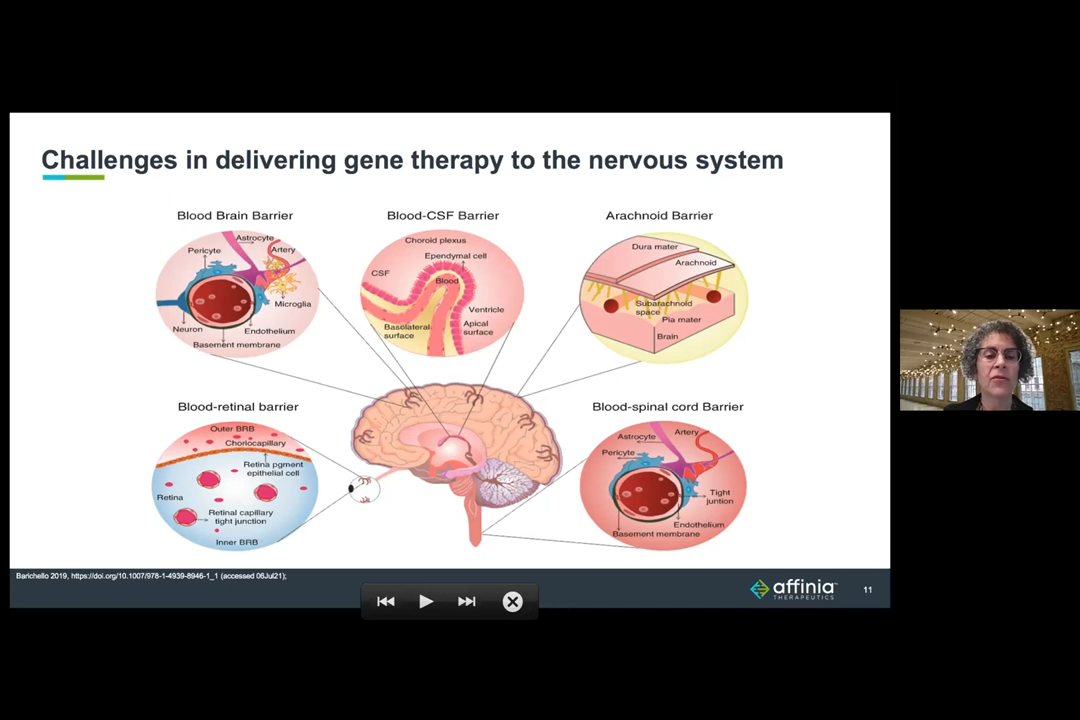 Challenges in delivering gene therapy to the nervous system
Blood Brain Barrier
Astrocyte
Pericyte
Artery
Microglia
Neuron
Endothelium
Basement membrane
Blood-CSF Barrier
Choroid plexus
Ependymal cell
CSF
Blood
Ventricle
Basolateral
surface
Apical
surface
Arachnoid Barrier
Dura mater
Arachnoid
Subarachnoid
space
Pia mater
Brain
Blood-retinal barrier
Outer BRB
Choriocapillary
Retina pgment
epithelial cell
Retina
Retinal capillary
tight junction
Inner BRB
Blood-spinal cord Barrier
Artery
Astrocyte
Pericyte
Tight
juntion
Endothelium
Basement membrane
Barichello 2019, https://doi.org/10.1007/978-1-4939-8946-1_1 (accessed 06Jul21);
affinia
THERAPEUTICS
11